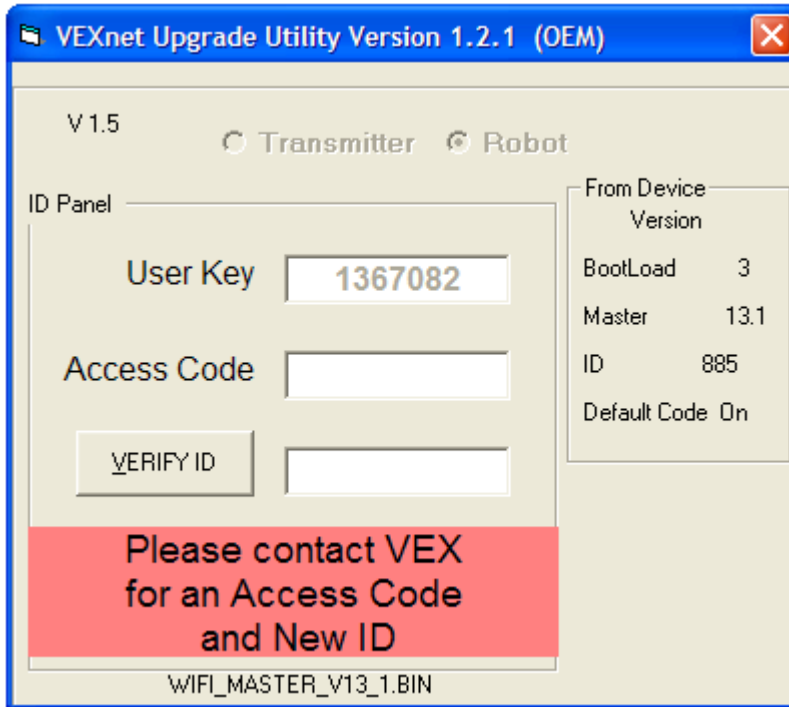 VEXnet Upgrade Utility Version 1.2.1 (OEM)
V 1.5
Transmitter Robot
ID Panel
User Key 1367082
Access Code
VERIFY ID
Please contact VEX
for an Access Code
and New ID
WIFI_MASTER_V13_1.BIN
From Device
Version
BootLoad 3
Master 13.1
ID 885
Default Code On